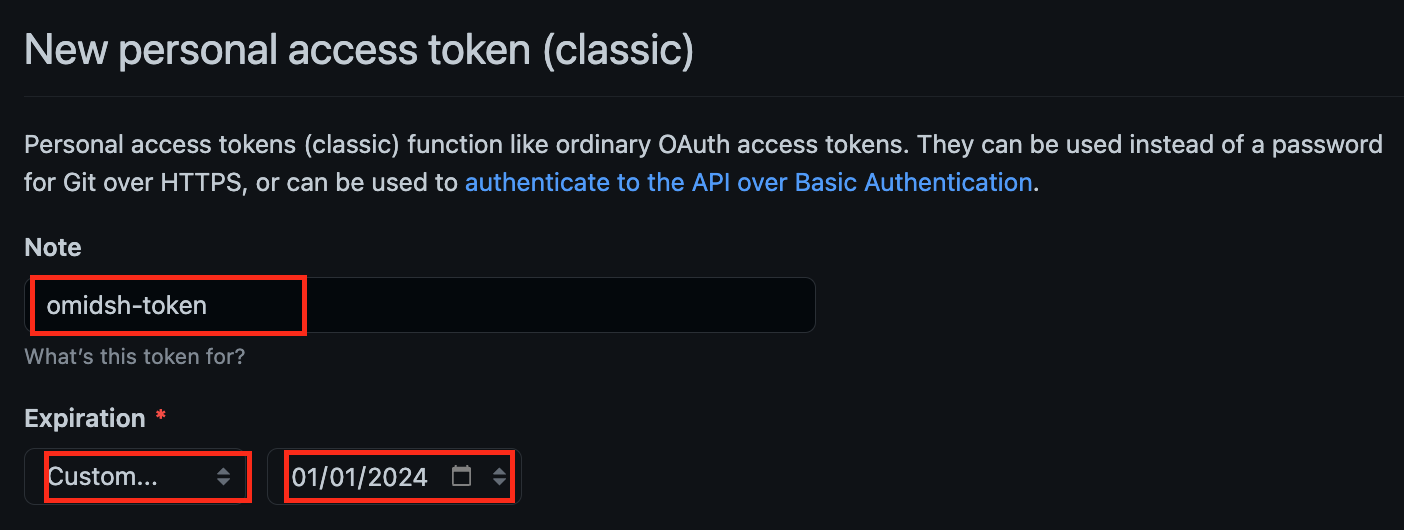 New personal access token (classic)
Personal access tokens (classic) function like ordinary OAuth access tokens. They can be used instead of a password
for Git over HTTPS, or can be used to authenticate to the API over Basic Authentication.
Note
omidsh-token
What's this token for?
Expiration *
Custom... 01/01/2024